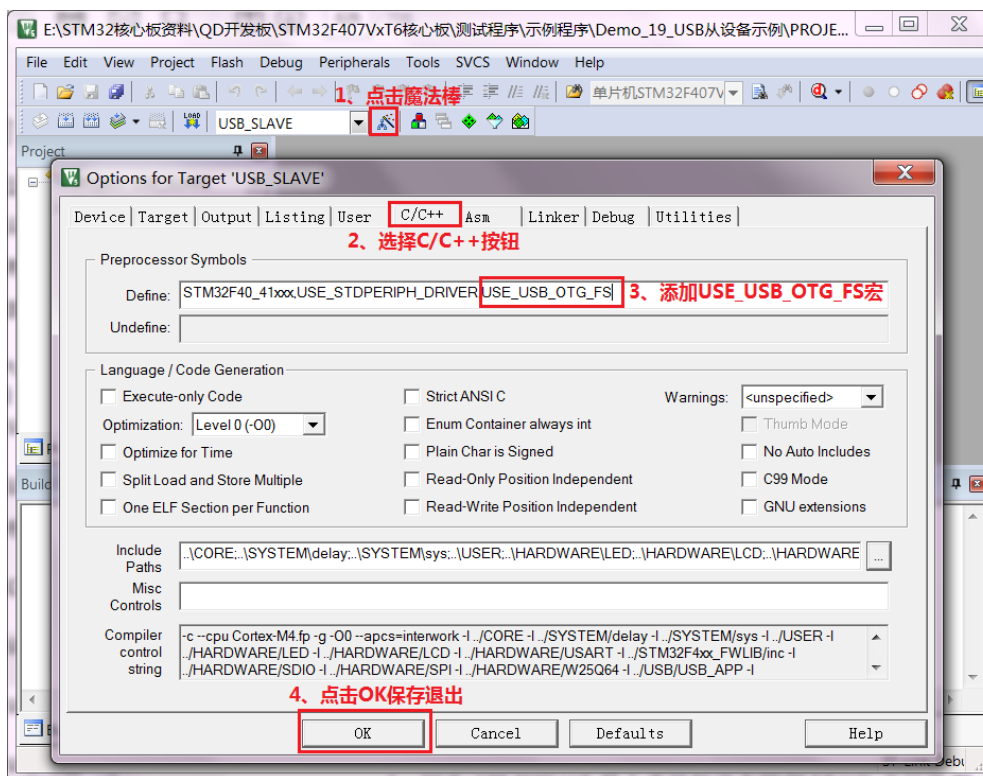 E:\STM32核心板资料\QD开发板\STM32F407VxT6核心板\测试程序\示例程序\Demo_19_USB从设备示例\PROJE...
File Edit View Project Flash Debug Peripherals Tools SVCS Window Help
1、点击魔法棒
单片机STM32F407V
LOAD
USB_SLAVE
Project
Options for Target 'USB_SLAVE'
Device Target Output Listing User C/C++ Asm Linker Debug Utilities
2、选择C/C++按钮
Preprocessor Symbols
Define: STM32F40_41xxx,USE_STDPERIPH_DRIVER,USE_USB_OTG_FS
3、添加USE_USB_OTG_FS宏
Undefine:
Language / Code Generation
Execute-only Code Strict ANSI C Warnings: <unspecified>
Optimization: Level 0 (-O0) Enum Container always int Thumb Mode
Optimize for Time Plain Char is Signed No Auto Includes
Split Load and Store Multiple Read-Only Position Independent C99 Mode
One ELF Section per Function Read-Write Position Independent GNU extensions
Include Paths ..\CORE;..\SYSTEM\delay;..\SYSTEM\sys;..\USER;..\HARDWARE\LED;..\HARDWARE\LCD;..\HARDWARE ...
Misc Controls
Compiler control string
-c --cpu Cortex-M4.fp -g -O0 --apcs=interwork -I ../CORE -I ../SYSTEM/delay -I ../SYSTEM/sys -I ../USER -I
../HARDWARE/LED -I ../HARDWARE/LCD -I ../HARDWARE/USART -I ../STM32F4xx_FWLIB/inc -I
../HARDWARE/SDIO -I ../HARDWARE/SPI -I ../HARDWARE/W25Q64 -I ../USB/USB_APP -I
4、点击OK保存退出
OK Cancel Defaults Help